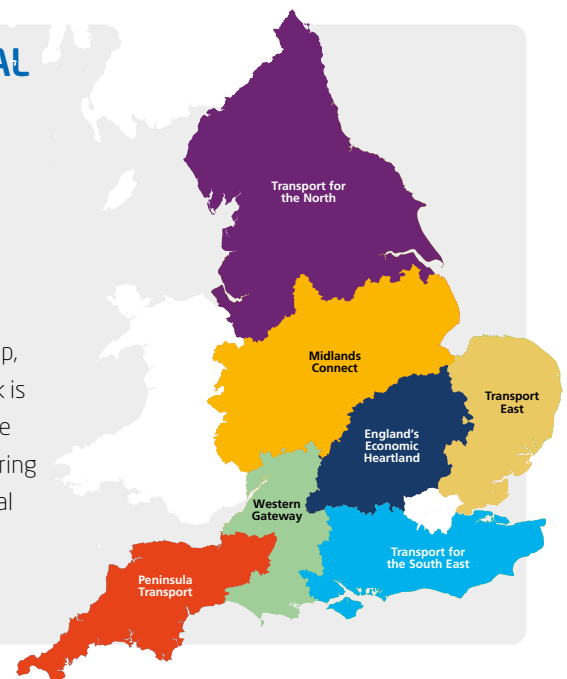 AL
Transport for
the North
p,
Midlands
Connect
k is
e
Transport
East
England's
Economic
Heartland
ring
al
Western
Gateway
Transport for
the South East
Peninsula
Transport